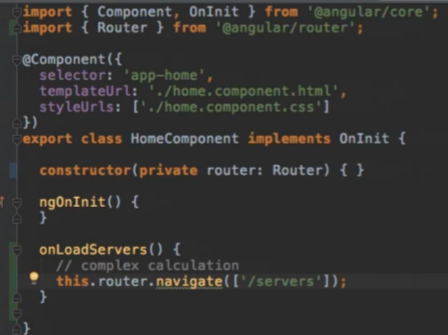 import { Component, OnInit } from '@angular/core';
import { Router } from '@angular/router';
@Component({
selector: 'app-home',
templateUrl: './home.component.html',
styleUrls: ['./home.component.css']
})
export class HomeComponent implements OnInit {
constructor(private router: Router) { }
ngOnInit() {
}
onLoadServers() {
// complex calculation
this.router.navigate(['/servers']);
}
}